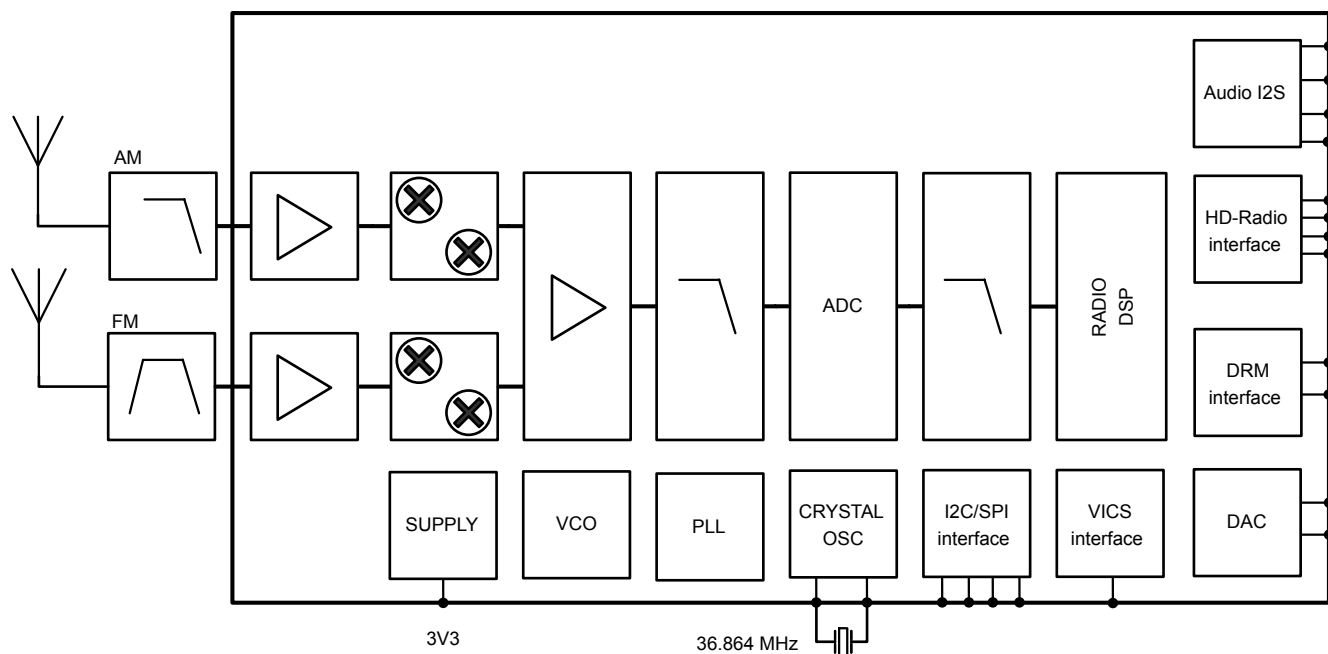 Audio I2S
AM
HD-Radio
interface
ADC
RADIO
DSP
FM
DRM
interface
SUPPLY
VCO
PLL
CRYSTAL
OSC
I2C/SPI
interface
VICS
interface
DAC
3V3
36.864 MHz